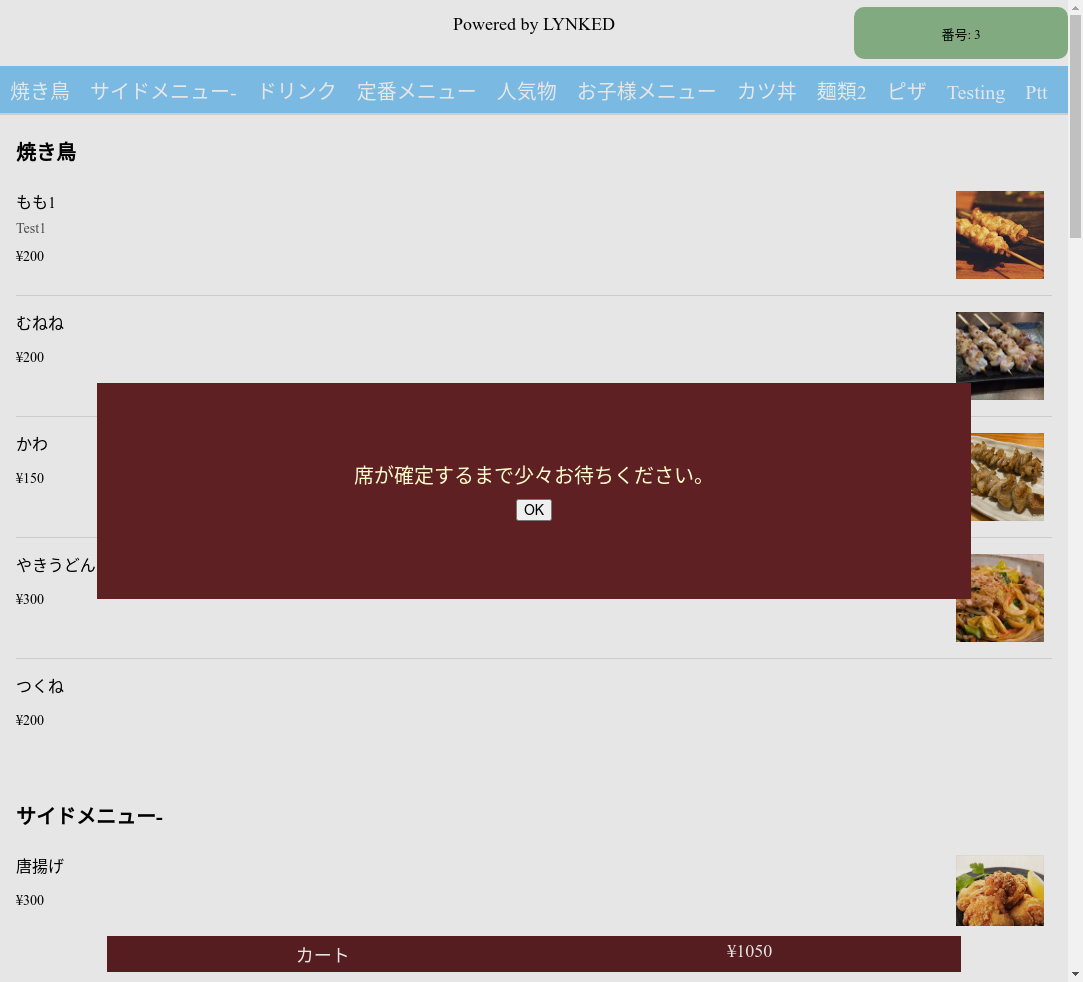 Powered by LYNKED
番号: 3
焼き鳥 サイドメニュー- ドリンク 定番メニュー 人気物 お子様メニュー カツ丼 麺類2 ピザ Testing Ptt
焼き鳥
もも1
Test1
¥200
むねね
¥200
かわ
¥150
席が確定するまで少々お待ちください。
OK
やきうどん
¥300
つくね
¥200
サイドメニュー-
唐揚げ
¥300
カート ¥1050